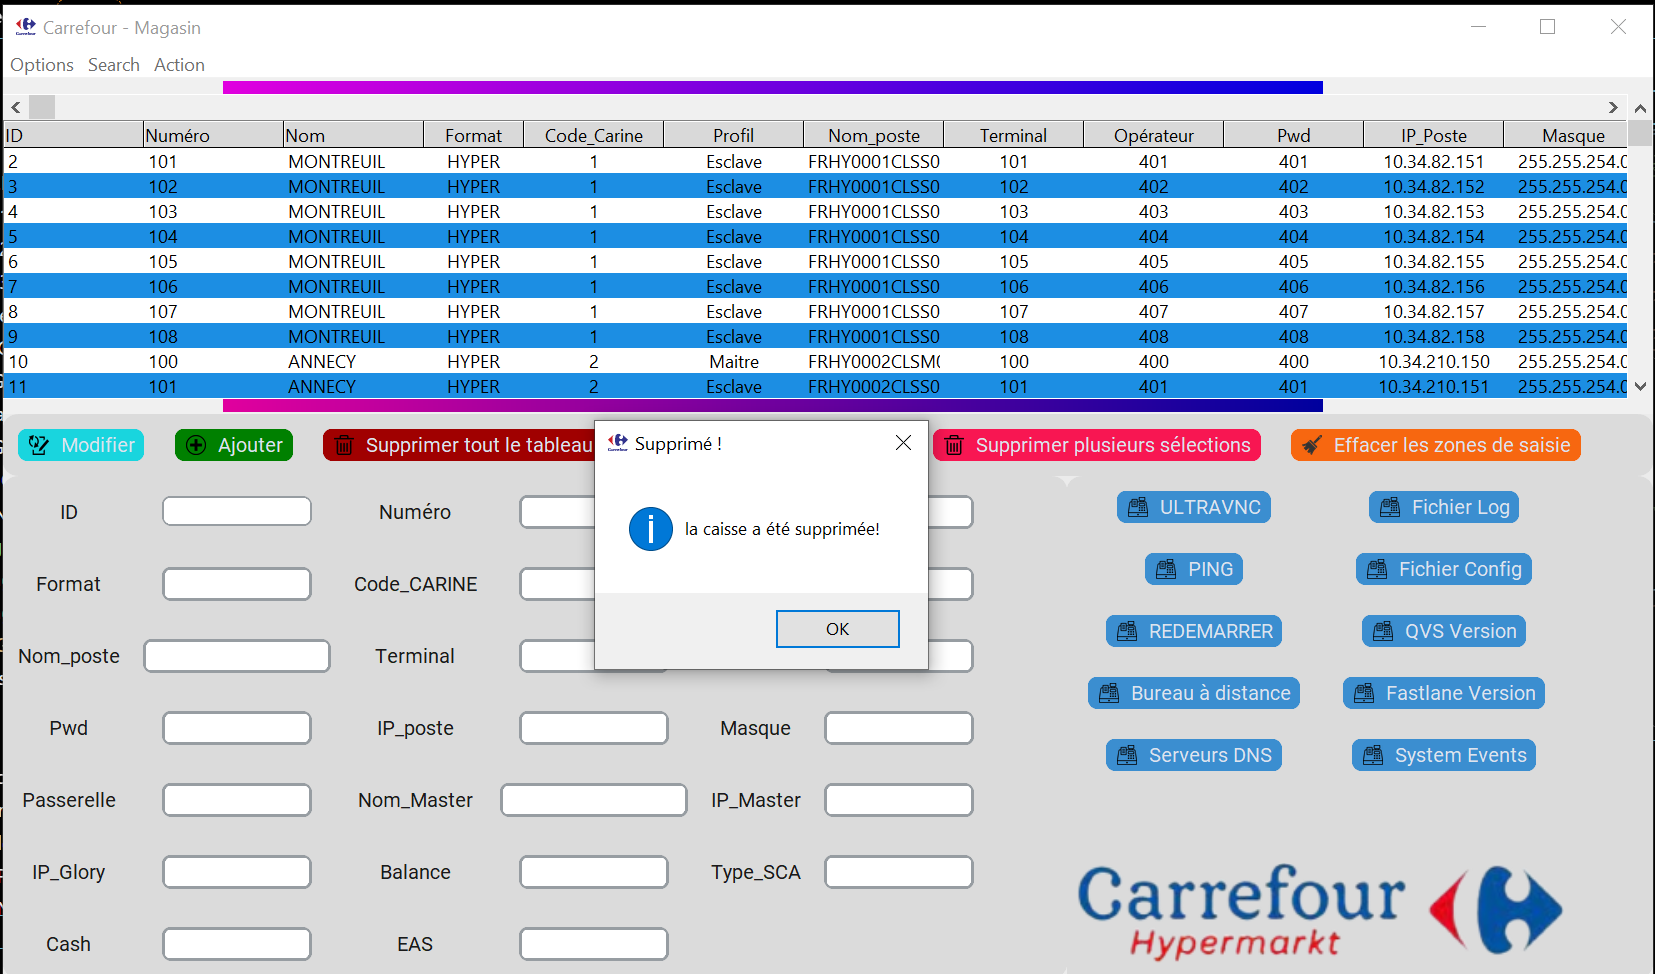 Carrefour - Magasin
Options Search Action
ID Numéro Nom Format Code_Carine Profil Nom_poste Terminal Opérateur Pwd IP_Poste Masque
2 101 MONTREUIL HYPER 1 Esclave FRHY0001CLSS0 101 401 401 10.34.82.151 255.255.254.0
3 102 MONTREUIL HYPER 1 Esclave FRHY0001CLSS0 102 402 402 10.34.82.152 255.255.254.0
4 103 MONTREUIL HYPER 1 Esclave FRHY0001CLSS0 103 403 403 10.34.82.153 255.255.254.0
5 104 MONTREUIL HYPER 1 Esclave FRHY0001CLSS0 104 404 404 10.34.82.154 255.255.254.0
6 105 MONTREUIL HYPER 1 Esclave FRHY0001CLSS0 105 405 405 10.34.82.155 255.255.254.0
7 106 MONTREUIL HYPER 1 Esclave FRHY0001CLSS0 106 406 406 10.34.82.156 255.255.254.0
8 107 MONTREUIL HYPER 1 Esclave FRHY0001CLSS0 107 407 407 10.34.82.157 255.255.254.0
9 108 MONTREUIL HYPER 1 Esclave FRHY0001CLSS0 108 408 408 10.34.82.158 255.255.254.0
10 100 ANNECY HYPER 2 Maitre FRHY0002CLSM0 100 400 400 10.34.210.150 255.255.254.0
11 101 ANNECY HYPER 2 Esclave FRHY0002CLSS0 101 401 401 10.34.210.151 255.255.254.0
Modifier Ajouter Supprimer tout le tableau Supprimer plusieurs sélections Effacer les zones de saisie
Supprimé !
la caisse a été supprimée!
OK
ID Numéro
Format Code_CARINE
Nom_poste Terminal
Pwd IP_poste Masque
Passerelle Nom_Master IP_Master
IP_Glory Balance Type_SCA
Cash EAS
ULTRAVNC Fichier Log
PING Fichier Config
REDEMARRER QVS Version
Bureau à distance Fastlane Version
Serveurs DNS System Events
Carrefour
Hypermarkt